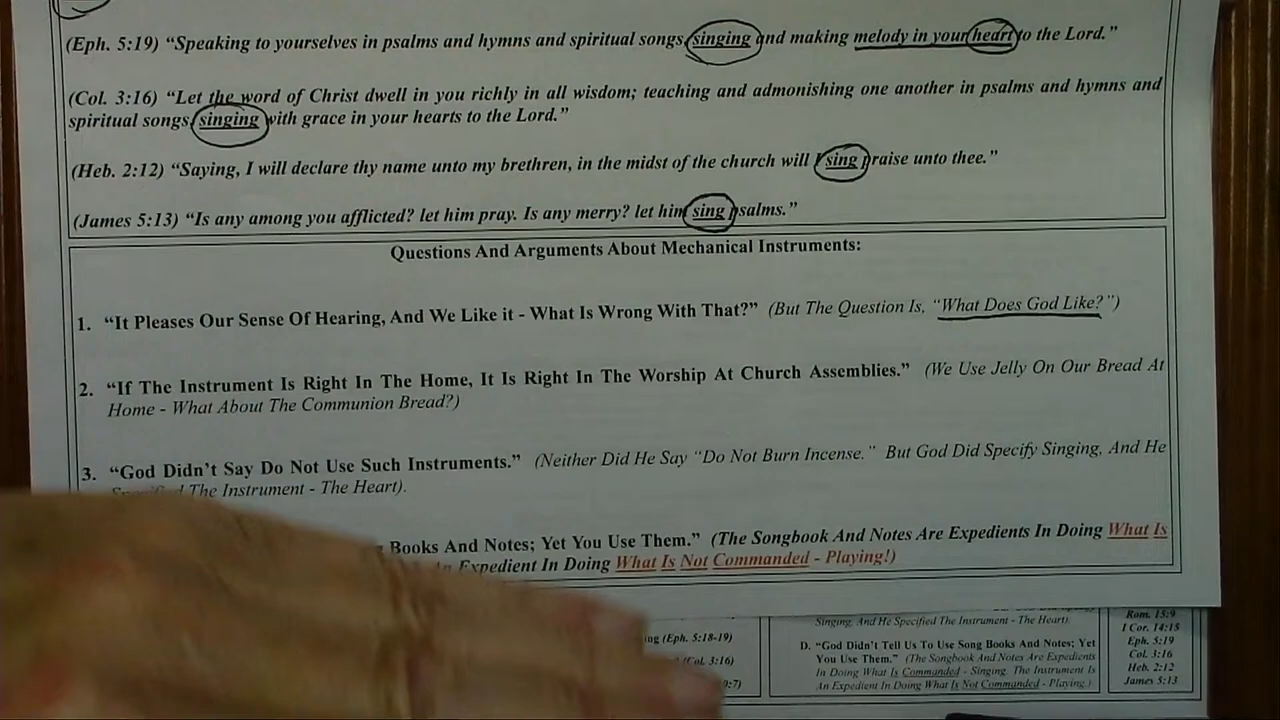 (Eph. 5:19) “Speaking to yourselves in psalms and hymns and spiritual songs, singing and making melody in your heart to the Lord.”
(Col. 3:16) “Let the word of Christ dwell in you richly in all wisdom; teaching and admonishing one another in psalms and hymns and
spiritual songs, singing with grace in your hearts to the Lord.”
(Heb. 2:12) “Saying, I will declare thy name unto my brethren, in the midst of the church will I sing praise unto thee.”
(James 5:13) “Is any among you afflicted? let him pray. Is any merry? let him sing psalms.”
Questions And Arguments About Mechanical Instruments:
1. “It Pleases Our Sense Of Hearing, And We Like it - What Is Wrong With That?” (But The Question Is, “What Does God Like?”)
2. “If The Instrument Is Right In The Home, It Is Right In The Worship At Church Assemblies.” (We Use Jelly On Our Bread At
Home - What About The Communion Bread?)
3. “God Didn’t Say Do Not Use Such Instruments.” (Neither Did He Say “Do Not Burn Incense.” But God Did Specify Singing, And He
Specified The Instrument - The Heart).
Books And Notes; Yet You Use Them.” (The Songbook And Notes Are Expedients In Doing What Is
An Expedient In Doing What Is Not Commanded - Playing!)
(Eph. 5:18-19)
(Col. 3:16)
Singing, And He Specified The Instrument - The Heart).
D. “God Didn’t Tell Us To Use Song Books And Notes; Yet
You Use Them.” (The Songbook And Notes Are Expedients
In Doing What Is Commanded - Singing. The Instrument Is
An Expedient In Doing What Is Not Commanded - Playing.)
Rom. 15:9
I Cor. 14:15
Eph. 5:19
Col. 3:16
Heb. 2:12
James 5:13